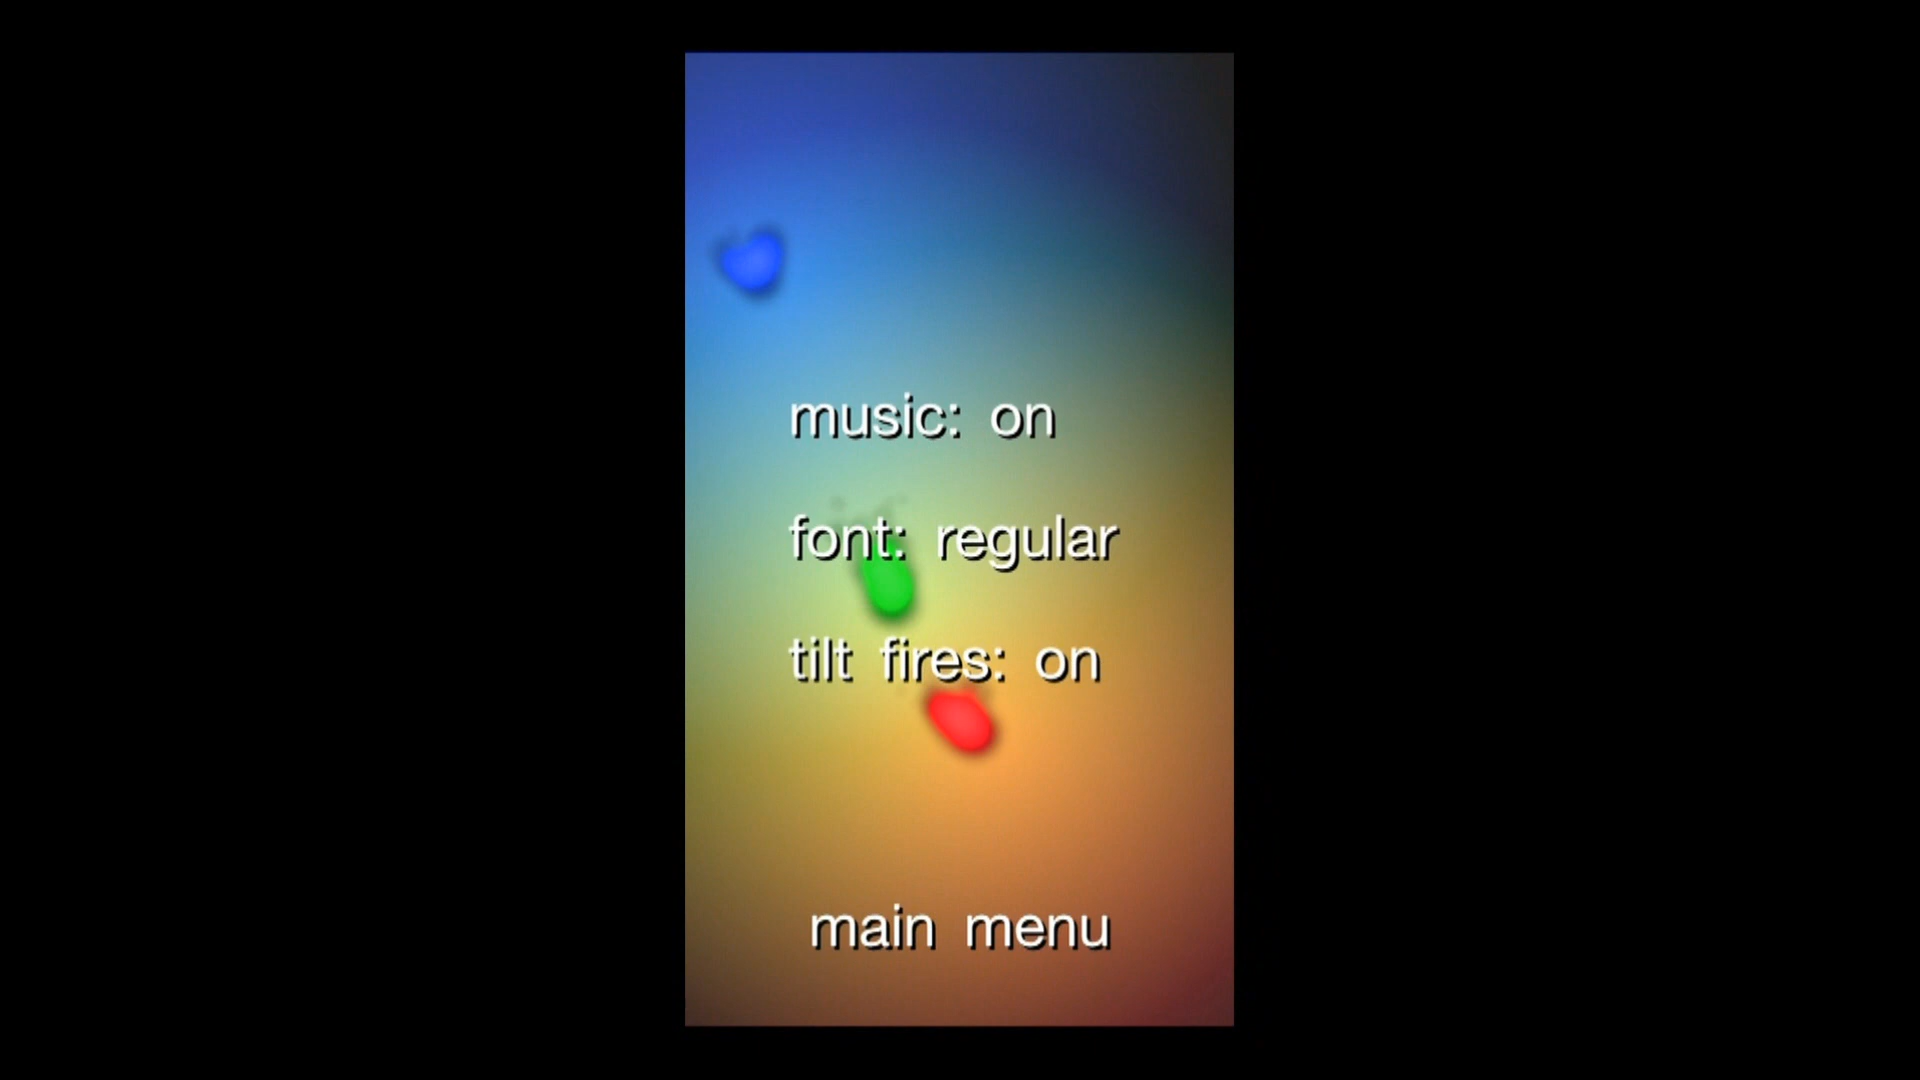 music: on
font: regular
tilt fires: on
main menu